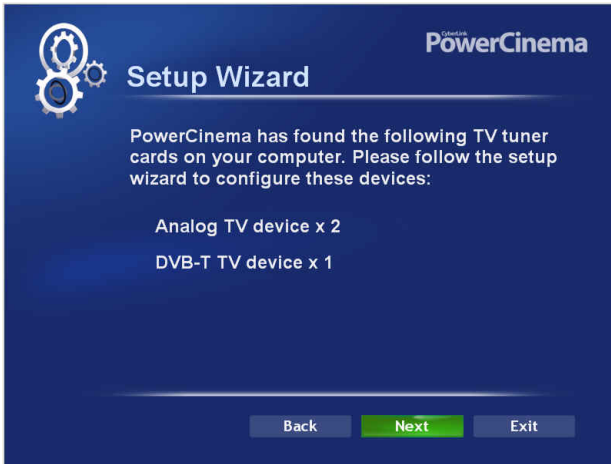 CyberLink
PowerCinema
Setup Wizard
PowerCinema has found the following TV tuner
cards on your computer. Please follow the setup
wizard to configure these devices:
Analog TV device x 2
DVB-T TV device x 1
Back Next Exit